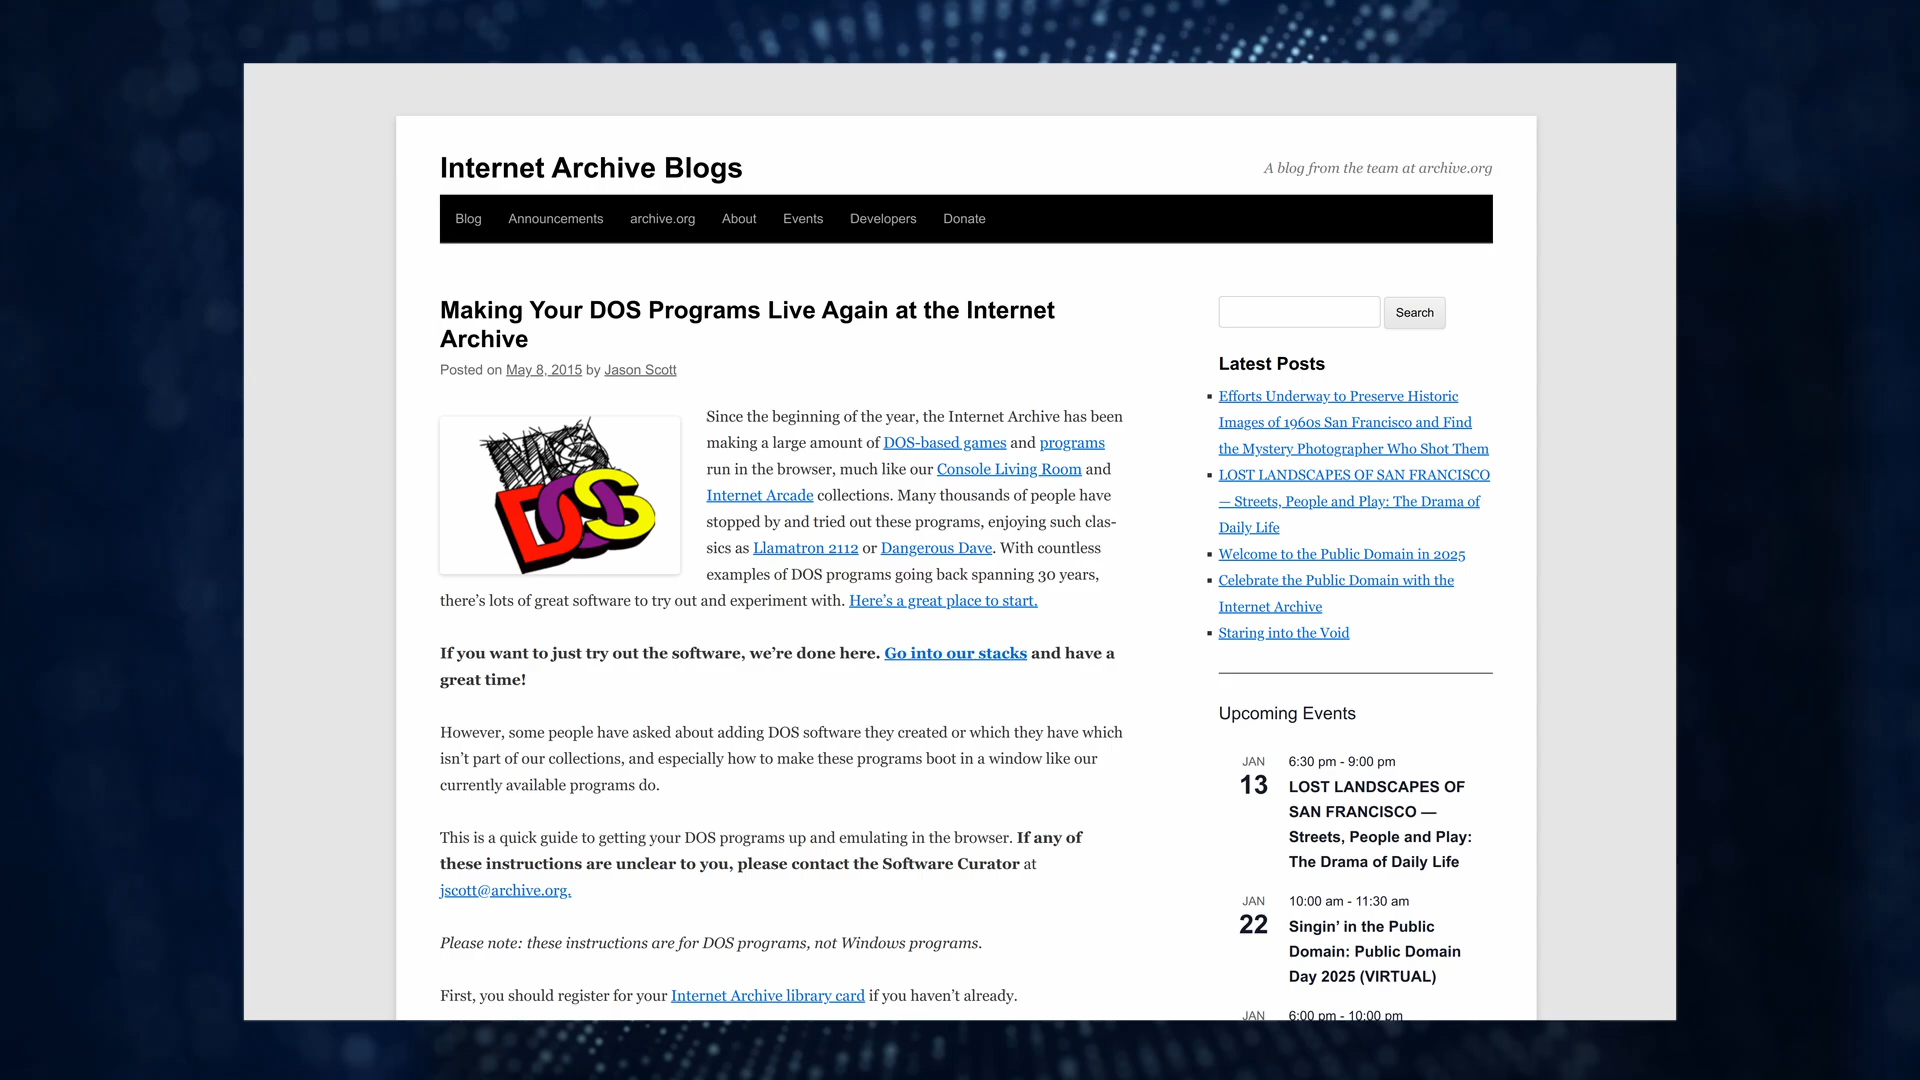 Internet Archive Blogs
A blog from the team at archive.org
Blog Announcements archive.org About Events Developers Donate
Making Your DOS Programs Live Again at the Internet
Archive
Posted on May 8, 2015 by Jason Scott
MS
DOS
Since the beginning of the year, the Internet Archive has been
making a large amount of DOS-based games and programs
run in the browser, much like our Console Living Room and
Internet Arcade collections. Many thousands of people have
stopped by and tried out these programs, enjoying such clas-
sics as Llamatron 2112 or Dangerous Dave. With countless
examples of DOS programs going back spanning 30 years,
there’s lots of great software to try out and experiment with. Here’s a great place to start.
If you want to just try out the software, we’re done here. Go into our stacks and have a
great time!
However, some people have asked about adding DOS software they created or which they have which
isn’t part of our collections, and especially how to make these programs boot in a window like our
currently available programs do.
This is a quick guide to getting your DOS programs up and emulating in the browser. If any of
these instructions are unclear to you, please contact the Software Curator at
jscott@archive.org.
Please note: these instructions are for DOS programs, not Windows programs.
First, you should register for your Internet Archive library card if you haven’t already.
Search
Latest Posts
Efforts Underway to Preserve Historic
Images of 1960s San Francisco and Find
the Mystery Photographer Who Shot Them
LOST LANDSCAPES OF SAN FRANCISCO
— Streets, People and Play: The Drama of
Daily Life
Welcome to the Public Domain in 2025
Celebrate the Public Domain with the
Internet Archive
Staring into the Void
Upcoming Events
JAN
13
6:30 pm - 9:00 pm
LOST LANDSCAPES OF
SAN FRANCISCO —
Streets, People and Play:
The Drama of Daily Life
JAN
22
10:00 am - 11:30 am
Singin’ in the Public
Domain: Public Domain
Day 2025 (VIRTUAL)
JAN
6:00 pm - 10:00 pm